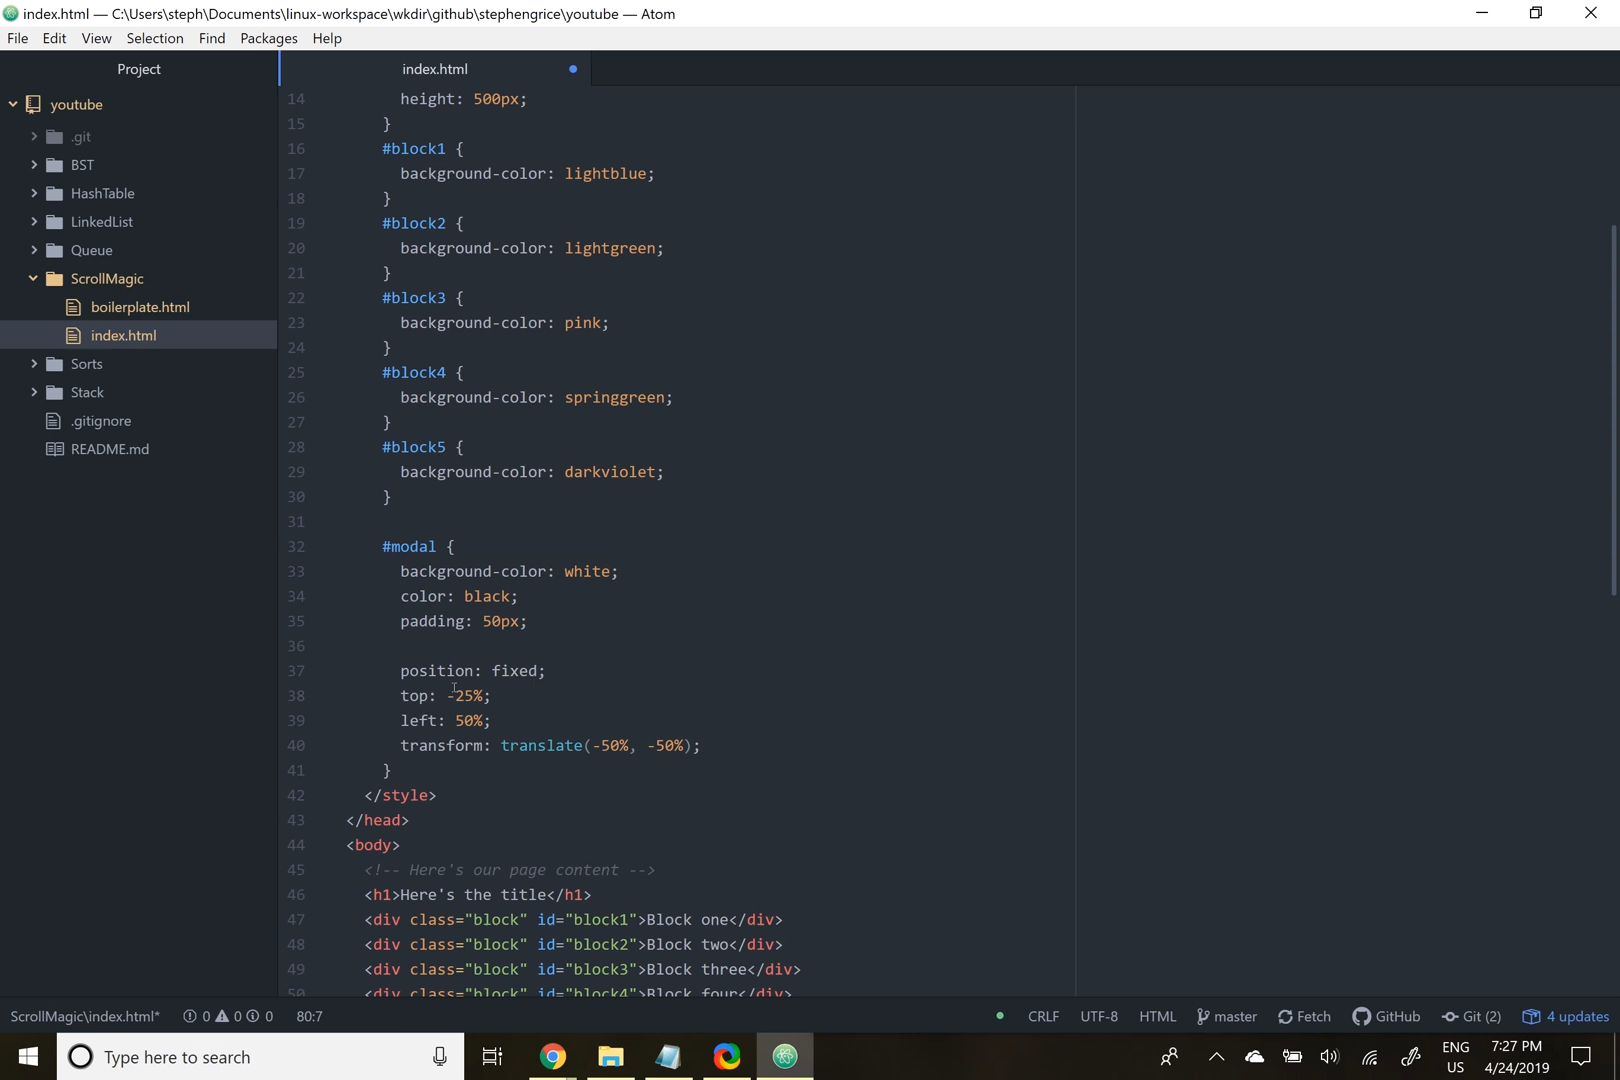 index.html — C:\Users\steph\Documents\linux-workspace\wkdir\github\stephengrice\youtube — Atom
File Edit View Selection Find Packages Help
Project
index.html
youtube
.git
BST
HashTable
LinkedList
Queue
ScrollMagic
boilerplate.html
index.html
Sorts
Stack
.gitignore
README.md
14 height: 500px;
15 }
16 #block1 {
17 background-color: lightblue;
18 }
19 #block2 {
20 background-color: lightgreen;
21 }
22 #block3 {
23 background-color: pink;
24 }
25 #block4 {
26 background-color: springgreen;
27 }
28 #block5 {
29 background-color: darkviolet;
30 }
31
32 #modal {
33 background-color: white;
34 color: black;
35 padding: 50px;
36
37 position: fixed;
38 top: -25%;
39 left: 50%;
40 transform: translate(-50%, -50%);
41 }
42 </style>
43 </head>
44 <body>
45 <!-- Here's our page content -->
46 <h1>Here's the title</h1>
47 <div class="block" id="block1">Block one</div>
48 <div class="block" id="block2">Block two</div>
49 <div class="block" id="block3">Block three</div>
50 <div class="block" id="block4">Block four</div>
ScrollMagic\index.html* 0 0 0 80:7 CRLF UTF-8 HTML master Fetch GitHub Git (2) 4 updates
Type here to search
ENG
US
7:27 PM
4/24/2019